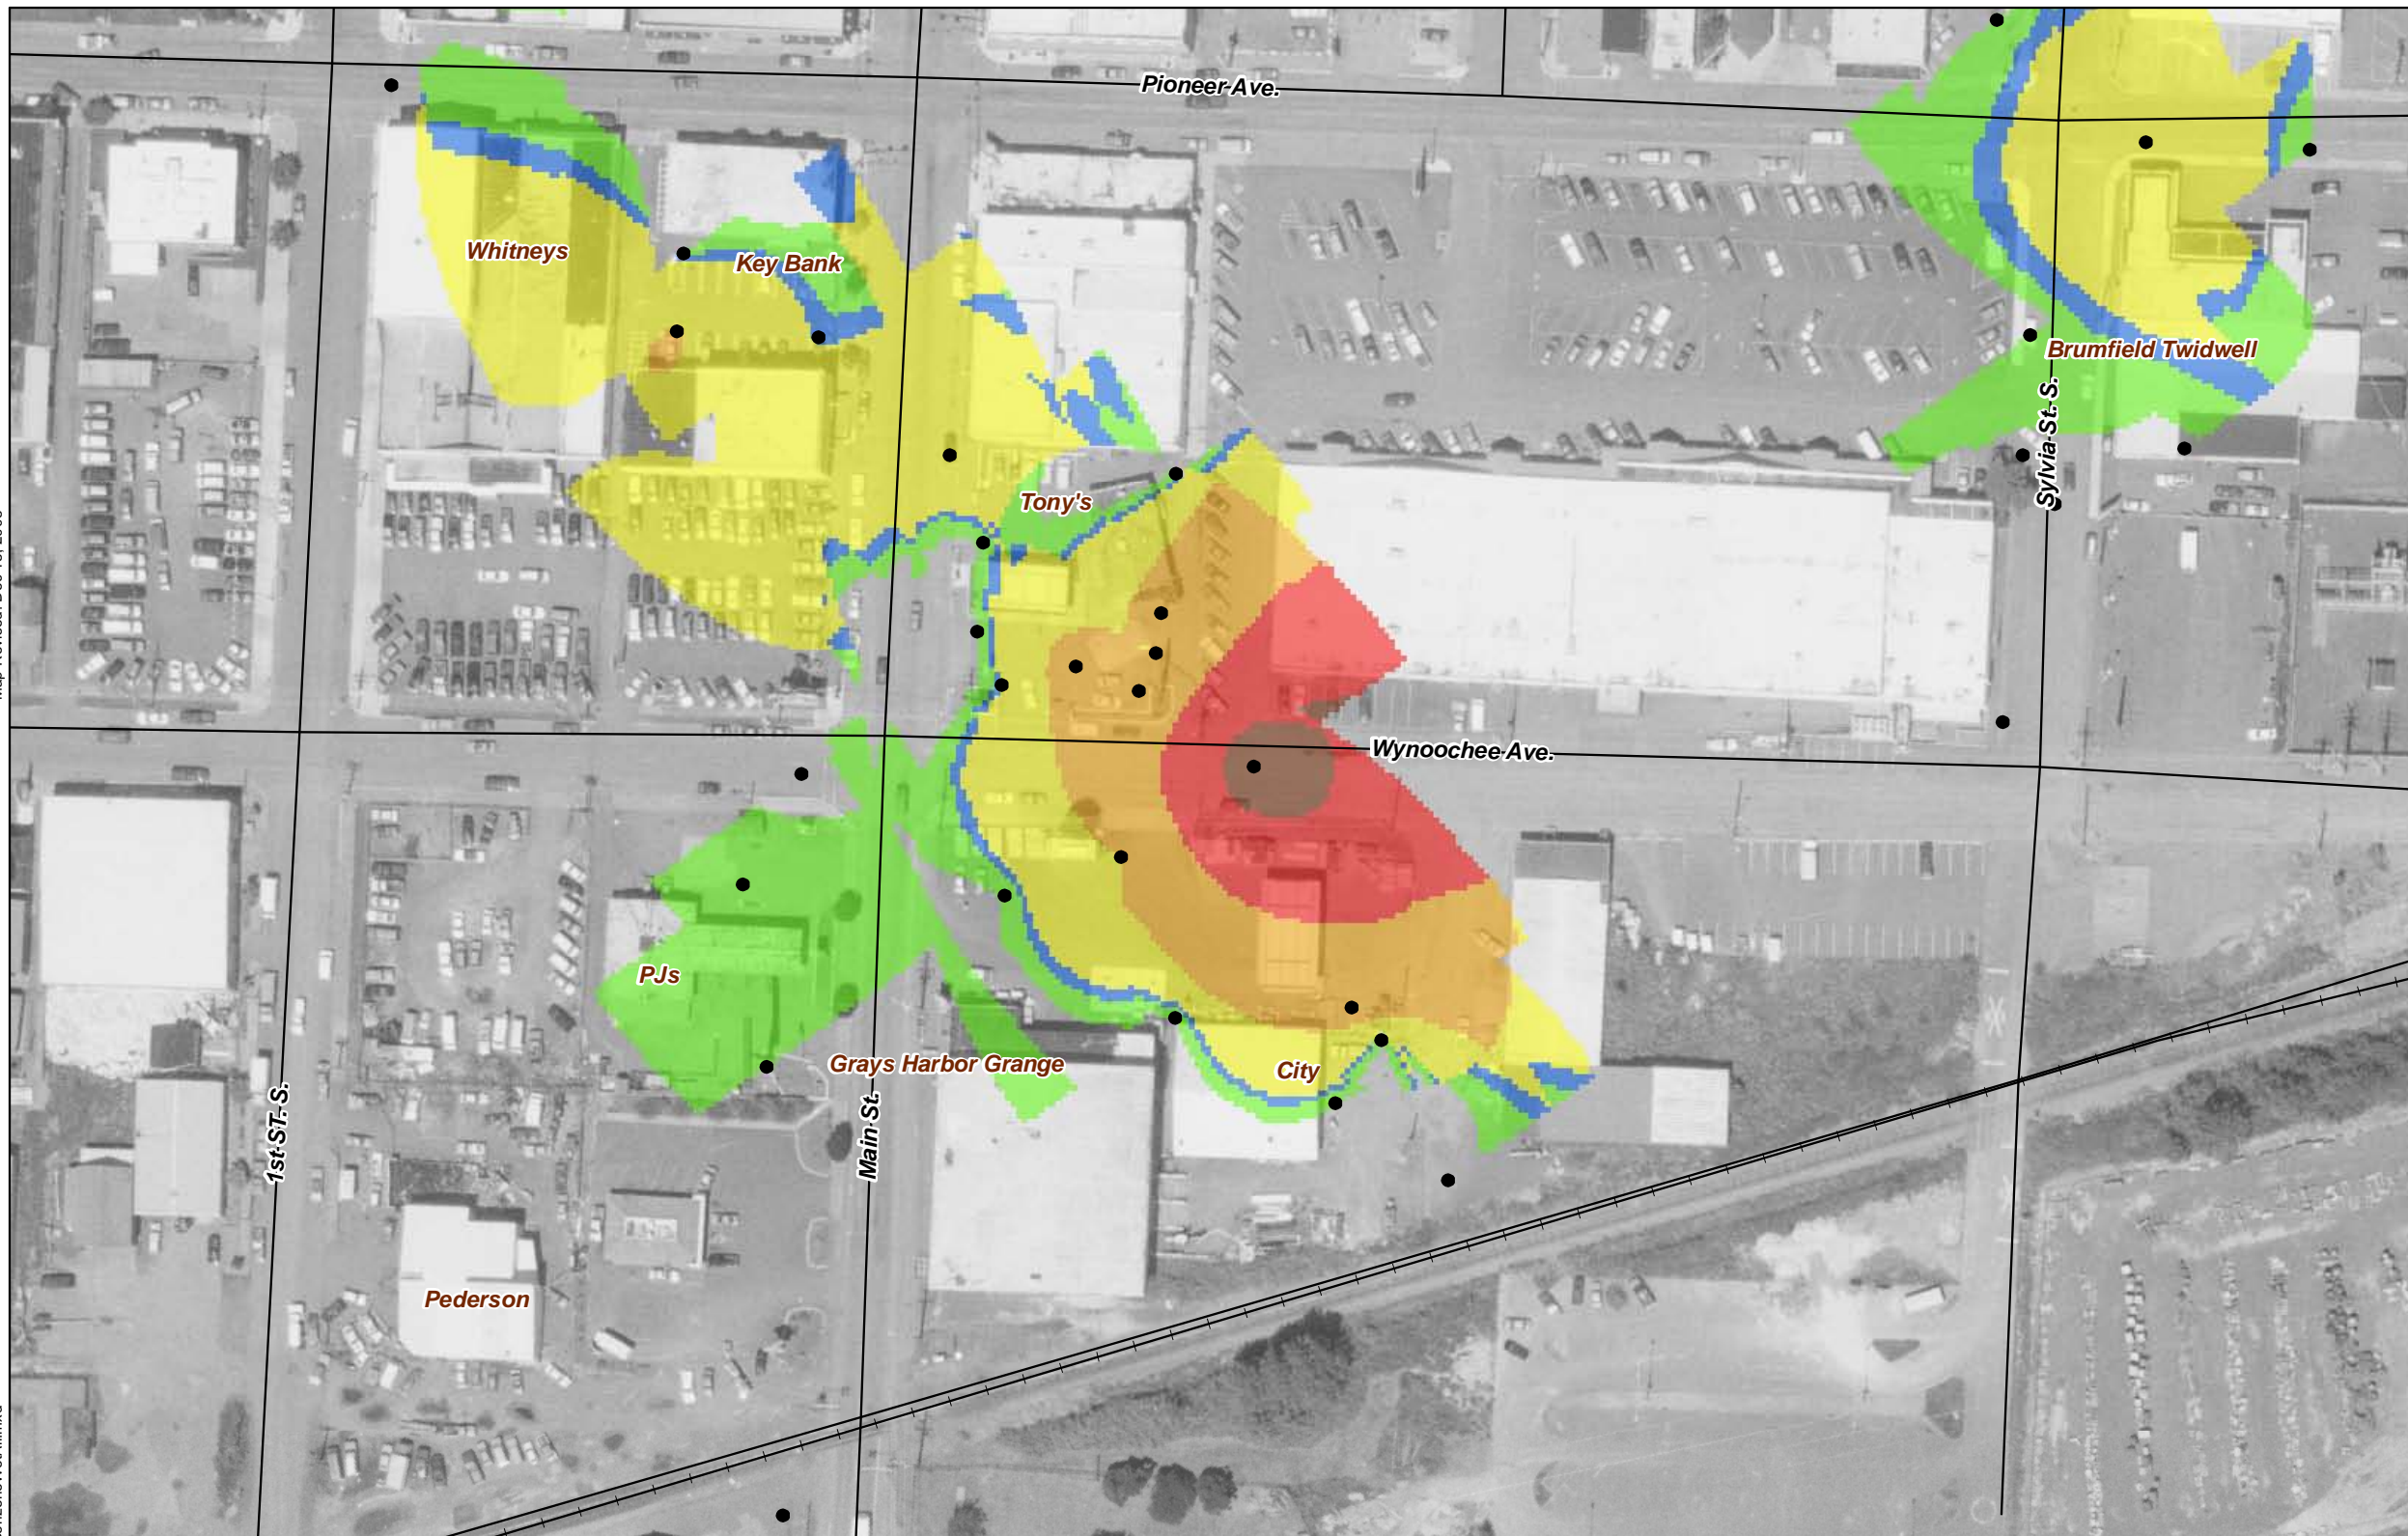 Pioneer Ave.
Whitneys
Key Bank
Brumfield Twidwell
Sylvia St. S.
Tony's
Wynoochee Ave.
PJs
Grays Harbor Grange
City
1st ST. S.
Main St.
Pederson